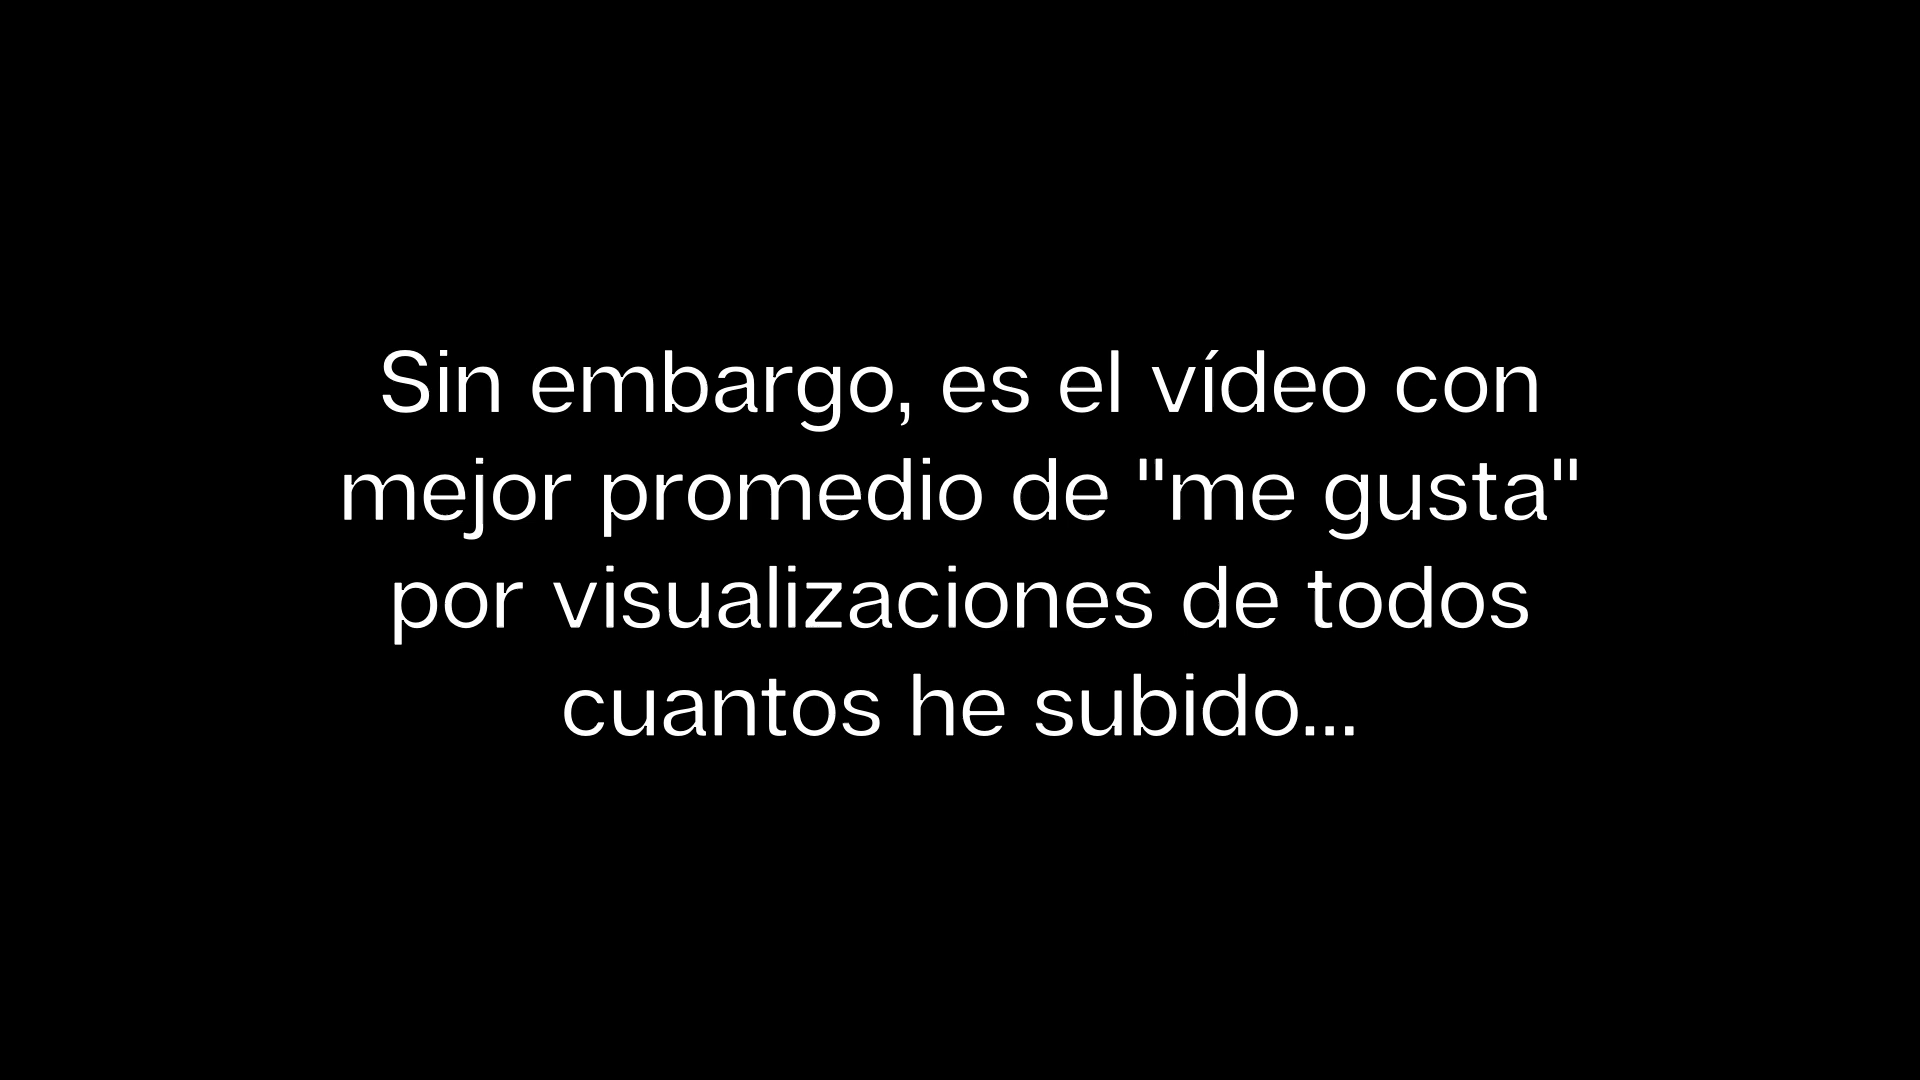 Sin embargo, es el vídeo con
mejor promedio de "me gusta"
por visualizaciones de todos
cuantos he subido...